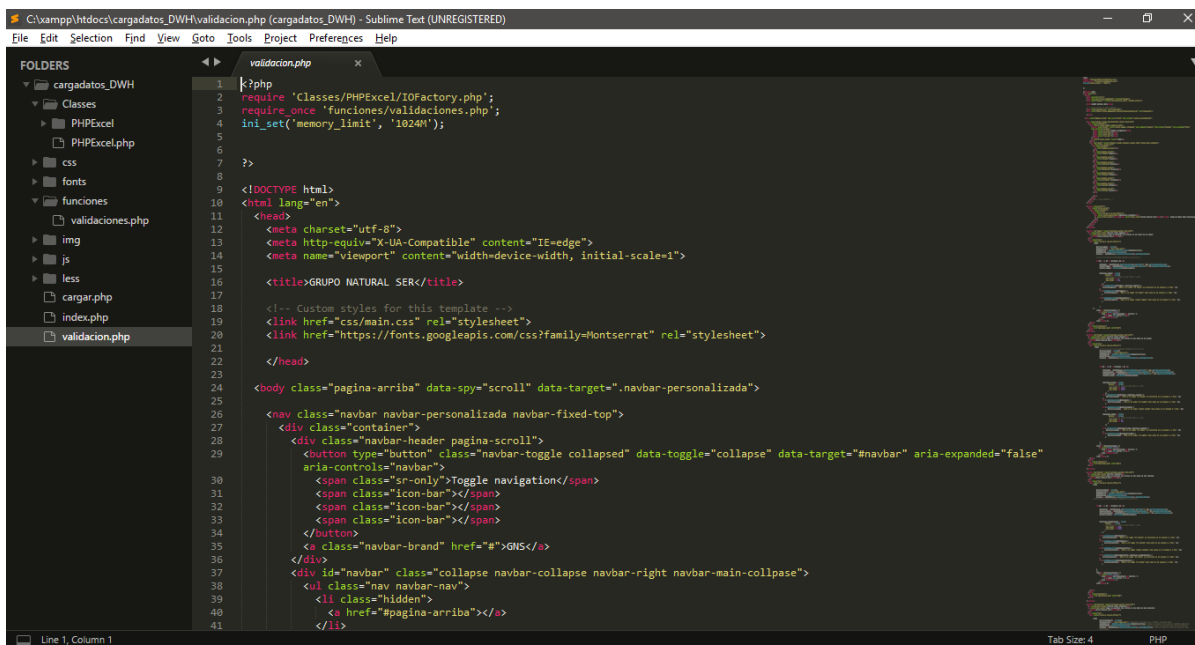 C:\xampp\htdocs\cargadatos_DWH\validacion.php (cargadatos_DWH) - Sublime Text (UNREGISTERED)
File Edit Selection Find View Goto Tools Project Preferences Help
FOLDERS
cargadatos_DWH
Classes
PHPExcel
PHPExcel.php
css
fonts
funciones
validaciones.php
img
js
less
cargar.php
index.php
validacion.php
validacion.php ×
1 <?php
2 require 'Classes/PHPExcel/IOFactory.php';
3 require_once 'funciones/validaciones.php';
4 ini_set('memory_limit', '1024M');
5
6
7 ?>
8
9 <!DOCTYPE html>
10 <html lang="en">
11 <head>
12 <meta charset="utf-8">
13 <meta http-equiv="X-UA-Compatible" content="IE=edge">
14 <meta name="viewport" content="width=device-width, initial-scale=1">
15
16 <title>GRUPO NATURAL SER</title>
17
18 <!-- Custom styles for this template -->
19 <link href="css/main.css" rel="stylesheet">
20 <link href="https://fonts.googleapis.com/css?family=Montserrat" rel="stylesheet">
21
22 </head>
23
24 <body class="pagina-arriba" data-spy="scroll" data-target=".navbar-personalizada">
25
26 <nav class="navbar navbar-personalizada navbar-fixed-top">
27 <div class="container">
28 <div class="navbar-header pagina-scroll">
29 <button type="button" class="navbar-toggle collapsed" data-toggle="collapse" data-target="#navbar" aria-expanded="false"
aria-controls="navbar">
30 <span class="sr-only">Toggle navigation</span>
31 <span class="icon-bar"></span>
32 <span class="icon-bar"></span>
33 <span class="icon-bar"></span>
34 </button>
35 <a class="navbar-brand" href="#">GNS</a>
36 </div>
37 <div id="navbar" class="collapse navbar-collapse navbar-right navbar-main-collpase">
38 <ul class="nav navbar-nav">
39 <li class="hidden">
40 <a href="#pagina-arriba"></a>
41 </li>
Line 1, Column 1
Tab Size: 4
PHP